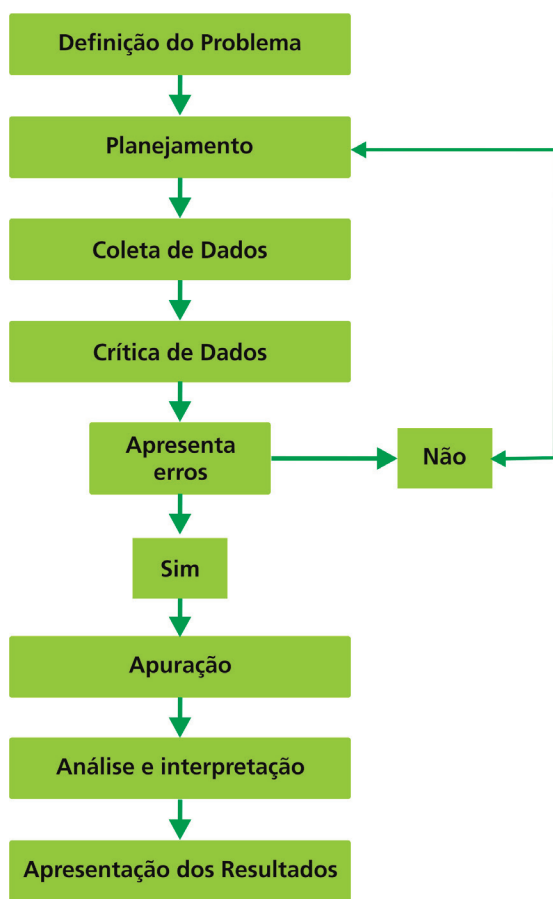 Definição do Problema
Planejamento
Coleta de Dados
Crítica de Dados
Apresenta
erros
Não
Sim
Apuração
Análise e interpretação
Apresentação dos Resultados